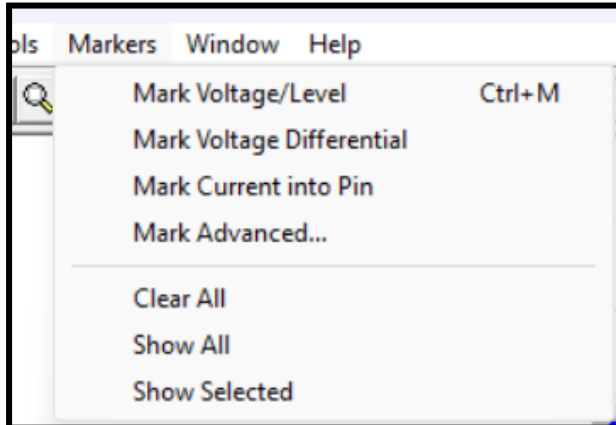 ols Markers Window Help
Mark Voltage/Level Ctrl+M
Mark Voltage Differential
Mark Current into Pin
Mark Advanced...
Clear All
Show All
Show Selected